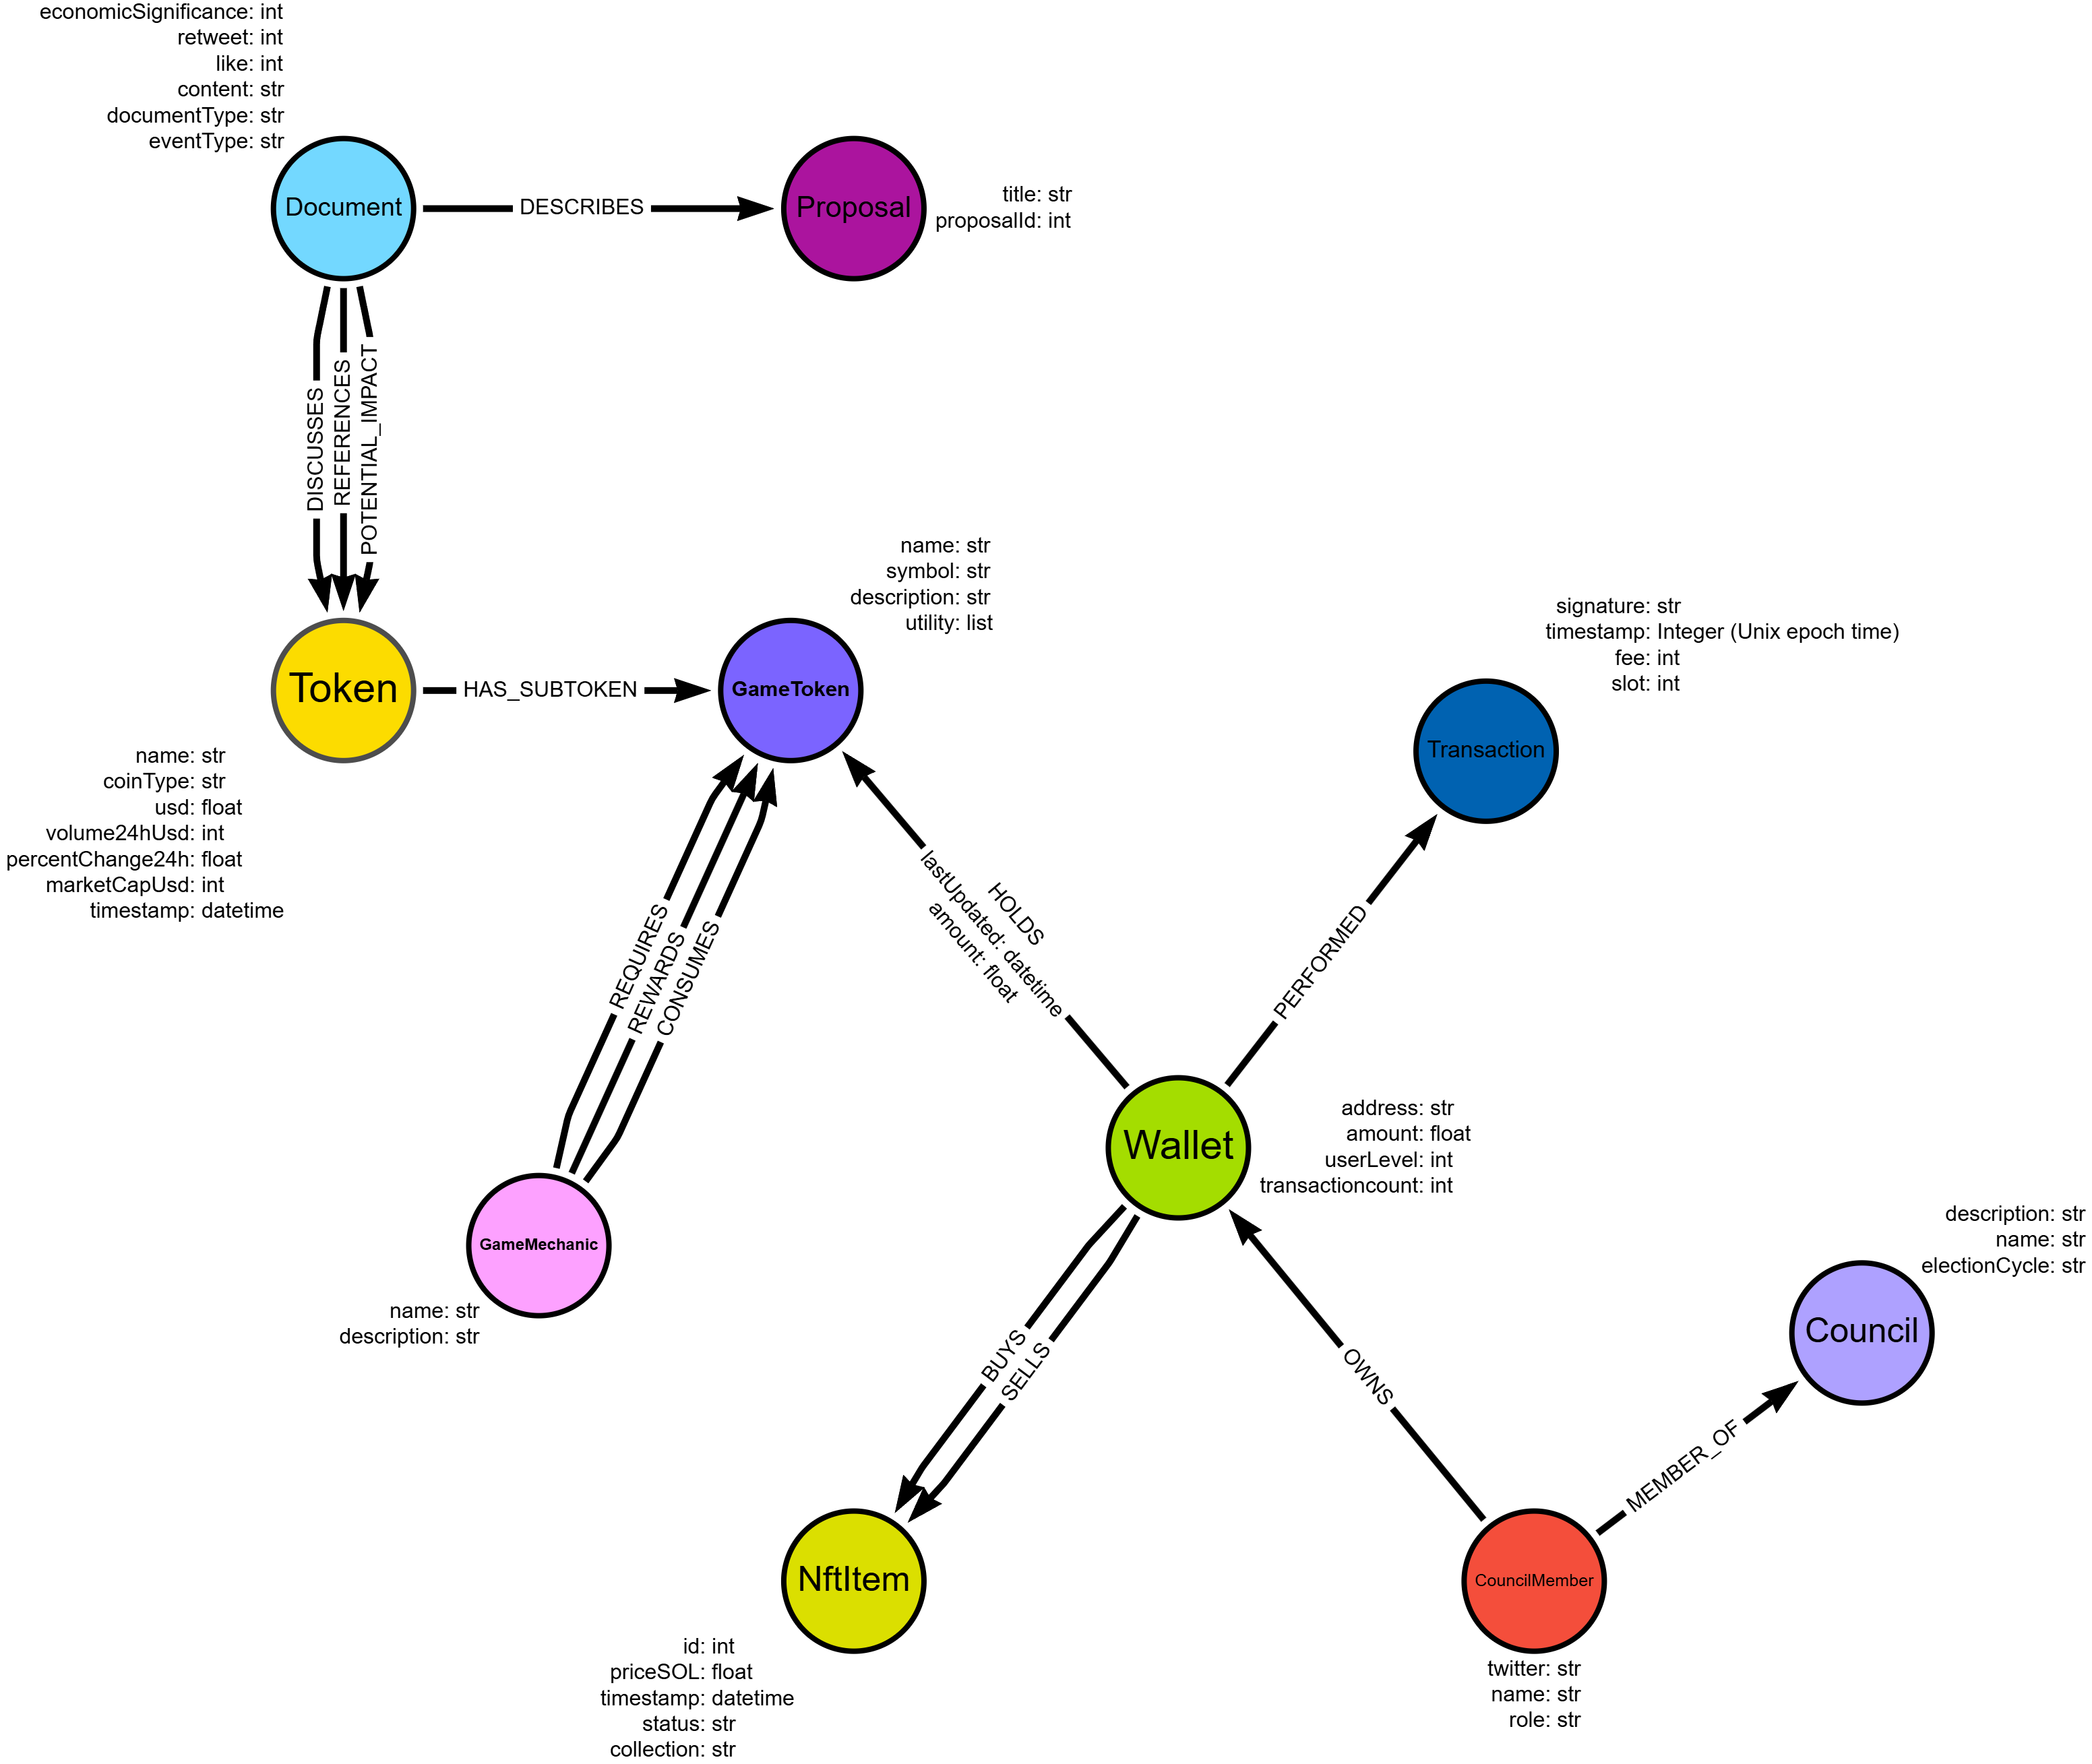 economicSignificance: int
retweet: int
like: int
content: str
documentType: str
eventType: str
Document
DESCRIBES
Proposal
title: str
proposalId: int
DISCUSSES
REFERENCES
POTENTIAL_IMPACT
name: str
symbol: str
description: str
utility: list
Token
HAS_SUBTOKEN
GameToken
signature: str
timestamp: Integer (Unix epoch time)
fee: int
slot: int
Transaction
name: str
coinType: str
usd: float
volume24hUsd: int
percentChange24h: float
marketCapUsd: int
timestamp: datetime
REQUIRES
REWARDS
CONSUMES
HOLDS
lastUpdated: datetime
amount: float
PERFORMED
Wallet
address: str
amount: float
userLevel: int
transactioncount: int
GameMechanic
name: str
description: str
BUYS
SELLS
OWNS
description: str
name: str
electionCycle: str
Council
MEMBER_OF
NftItem
CouncilMember
id: int
priceSOL: float
timestamp: datetime
status: str
collection: str
twitter: str
name: str
role: str